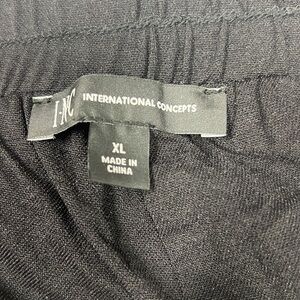 I·N·C INTERNATIONAL CONCEPTS
XL
MADE IN
CHINA